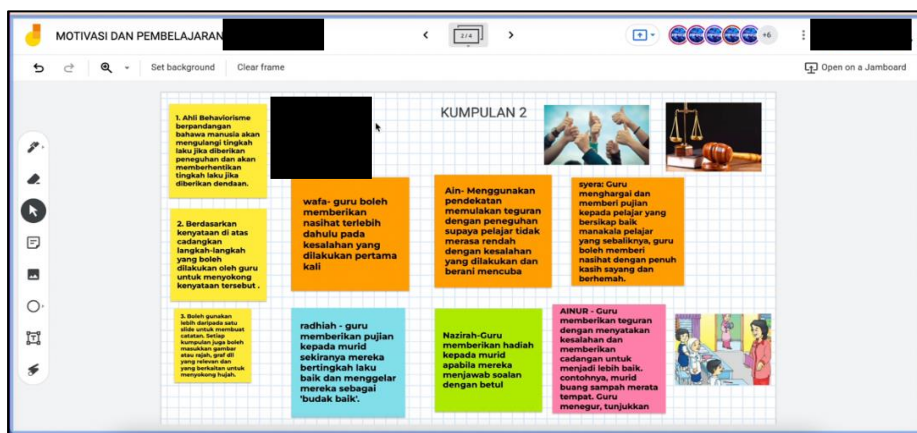 MOTIVASI DAN PEMBELAJARAN
2/4
+6
Set background
Clear frame
Open on a Jamboard
KUMPULAN 2
1. Ahli Behaviorisme
berpandangan
bahawa manusia akan
mengulangi tingkah
laku jika diberikan
peneguhan dan akan
memberhentikan
tingkah laku jika
diberikan dendaan.
2. Berdasarkan
kenyataan di atas
cadangkan
langkah-langkah
yang boleh
dilakukan oleh guru
untuk menyokong
kenyataan tersebut .
3. Boleh gunakan
lebih daripada satu
slide untuk membuat
catatan. Setiap
kumpulan juga boleh
masukkan gambar
atau rajah, graf dll
yang relevan dan
yang berkaitan untuk
menyokong hujah.
wafa- guru boleh
memberikan
nasihat terlebih
dahulu pada
kesalahan yang
dilakukan pertama
kali
Ain- Menggunakan
pendekatan
memulakan teguran
dengan peneguhan
supaya pelajar tidak
merasa rendah
dengan kesalahan
yang dilakukan dan
berani mencuba
syera: Guru
menghargai dan
memberi pujian
kepada pelajar yang
bersikap baik
manakala pelajar
yang sebaliknya, guru
boleh memberi
nasihat dengan penuh
kasih sayang dan
berhemah.
radhiah - guru
memberikan pujian
kepada murid
sekiranya mereka
bertingkah laku
baik dan menggelar
mereka sebagai
'budak baik'.
Nazirah-Guru
memberikan hadiah
kepada murid
apabila mereka
menjawab soalan
dengan betul
AINUR - Guru
memberikan teguran
dengan menyatakan
kesalahan dan
memberikan
cadangan untuk
menjadi lebih baik.
contohnya, murid
buang sampah merata
tempat. Guru
menegur, tunjukkan